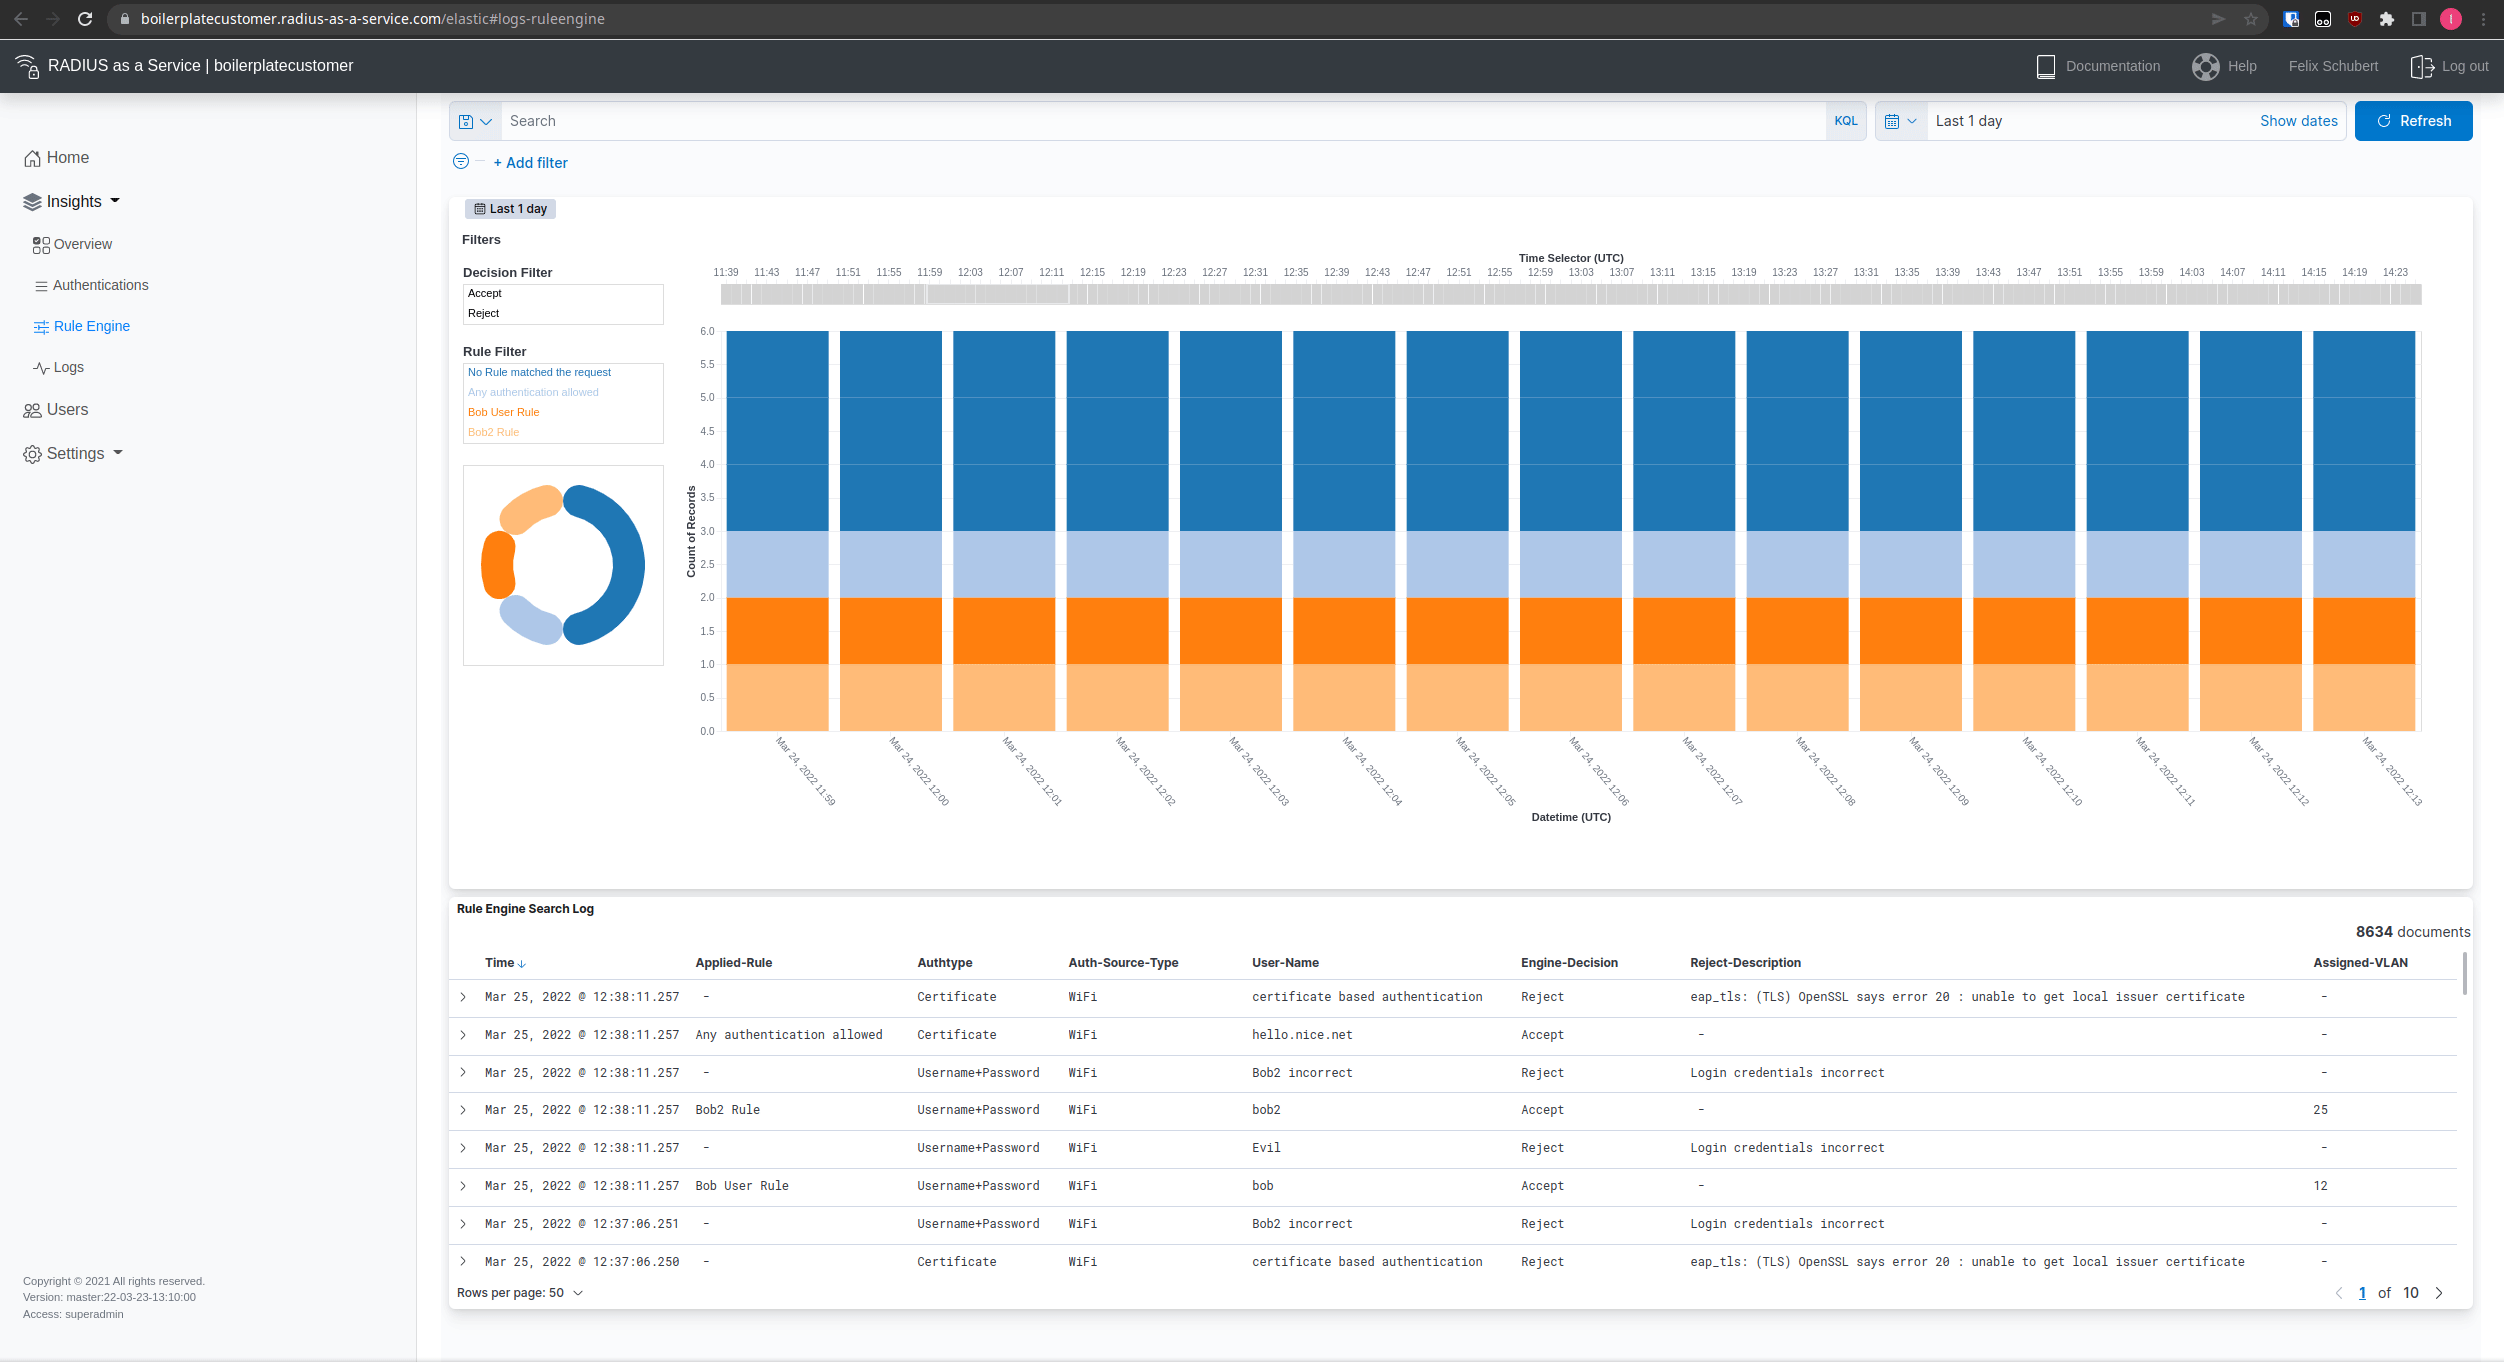 boilerplatecustomer.radius-as-a-service.com/elastic#logs-ruleengine
RADIUS as a Service | boilerplatecustomer
Documentation
Help
Felix Schubert
Log out
Home
Insights
Overview
Authentications
Rule Engine
Logs
Users
Settings
Copyright © 2021 All rights reserved.
Version: master:22-03-23-13:10:00
Access: superadmin
Search
KQL
Last 1 day
Show dates
Refresh
+ Add filter
Last 1 day
Filters
Decision Filter
Accept
Reject
Rule Filter
No Rule matched the request
Any authentication allowed
Bob User Rule
Bob2 Rule
Time Selector (UTC)
11:39 11:43 11:47 11:51 11:55 11:59 12:03 12:07 12:11 12:15 12:19 12:23 12:27 12:31 12:35 12:39 12:43 12:47 12:51 12:55 12:59 13:03 13:07 13:11 13:15 13:19 13:23 13:27 13:31 13:35 13:39 13:43 13:47 13:51 13:55 13:59 14:03 14:07 14:11 14:15 14:19 14:23
Count of Records
6.0
5.5
5.0
4.5
4.0
3.5
3.0
2.5
2.0
1.5
1.0
0.5
0.0
Mar 24, 2022 11:59
Mar 24, 2022 12:00
Mar 24, 2022 12:01
Mar 24, 2022 12:02
Mar 24, 2022 12:03
Mar 24, 2022 12:04
Mar 24, 2022 12:05
Mar 24, 2022 12:06
Mar 24, 2022 12:07
Mar 24, 2022 12:08
Mar 24, 2022 12:09
Mar 24, 2022 12:10
Mar 24, 2022 12:11
Mar 24, 2022 12:12
Mar 24, 2022 12:13
Datetime (UTC)
Rule Engine Search Log
8634 documents
Time Applied-Rule Authtype Auth-Source-Type User-Name Engine-Decision Reject-Description Assigned-VLAN
Mar 25, 2022 @ 12:38:11.257 - Certificate WiFi certificate based authentication Reject eap_tls: (TLS) OpenSSL says error 20 : unable to get local issuer certificate -
Mar 25, 2022 @ 12:38:11.257 Any authentication allowed Certificate WiFi hello.nice.net Accept - -
Mar 25, 2022 @ 12:38:11.257 - Username+Password WiFi Bob2 incorrect Reject Login credentials incorrect -
Mar 25, 2022 @ 12:38:11.257 Bob2 Rule Username+Password WiFi bob2 Accept - 25
Mar 25, 2022 @ 12:38:11.257 - Username+Password WiFi Evil Reject Login credentials incorrect -
Mar 25, 2022 @ 12:38:11.257 Bob User Rule Username+Password WiFi bob Accept - 12
Mar 25, 2022 @ 12:37:06.251 - Username+Password WiFi Bob2 incorrect Reject Login credentials incorrect -
Mar 25, 2022 @ 12:37:06.250 - Certificate WiFi certificate based authentication Reject eap_tls: (TLS) OpenSSL says error 20 : unable to get local issuer certificate -
Rows per page: 50
1 of 10